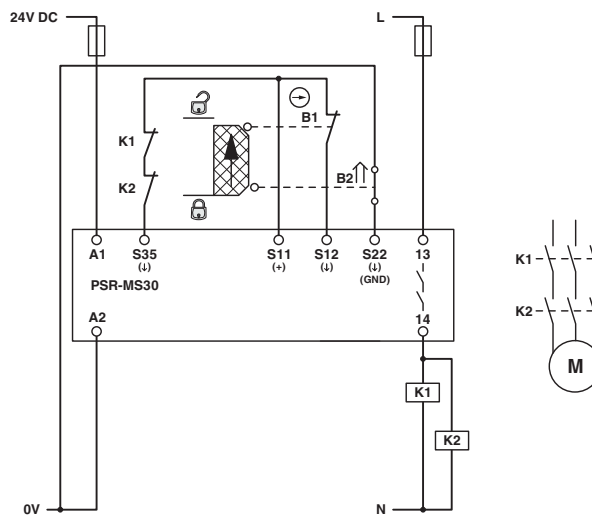 24V DC
L
B1
K1
B2
K2
A1
S35
(↓)
S11
(+)
S12
(↓)
S22
(↓)
(GND)
13
PSR-MS30
A2
14
K1
K2
M
K1
K2
0V
N